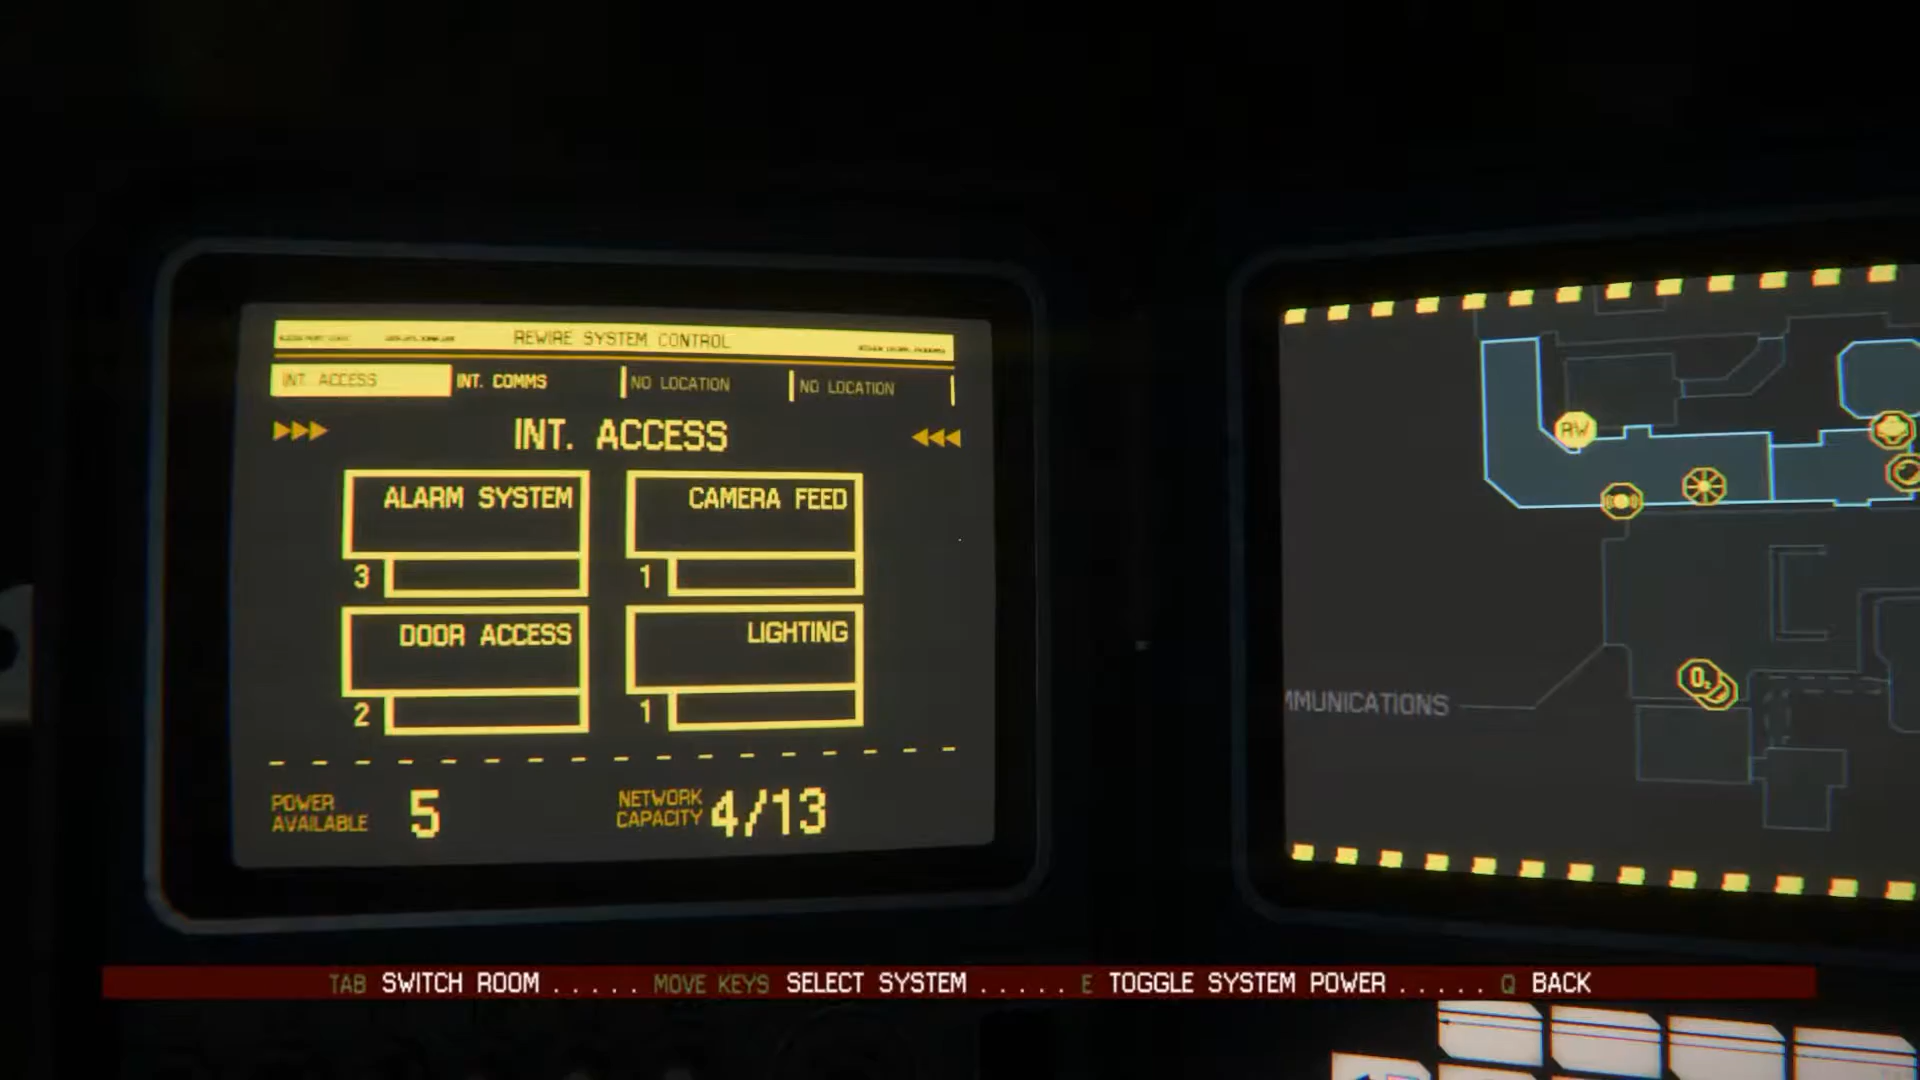 REWIRE SYSTEM CONTROL
INT. ACCESS INT. COMMS NO LOCATION NO LOCATION
INT. ACCESS
ALARM SYSTEM CAMERA FEED
3 1
DOOR ACCESS LIGHTING
2 1
POWER AVAILABLE 5 NETWORK CAPACITY 4/13
RW
O₂
MMUNICATIONS
TAB SWITCH ROOM ..... MOVE KEYS SELECT SYSTEM ..... E TOGGLE SYSTEM POWER ..... Q BACK